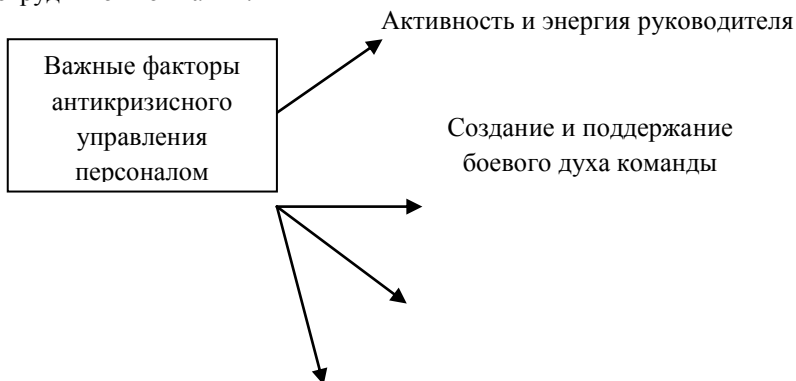 Активность и энергия руководителя
Важные факторы
антикризисного
управления
персоналом
Создание и поддержание
боевого духа команды